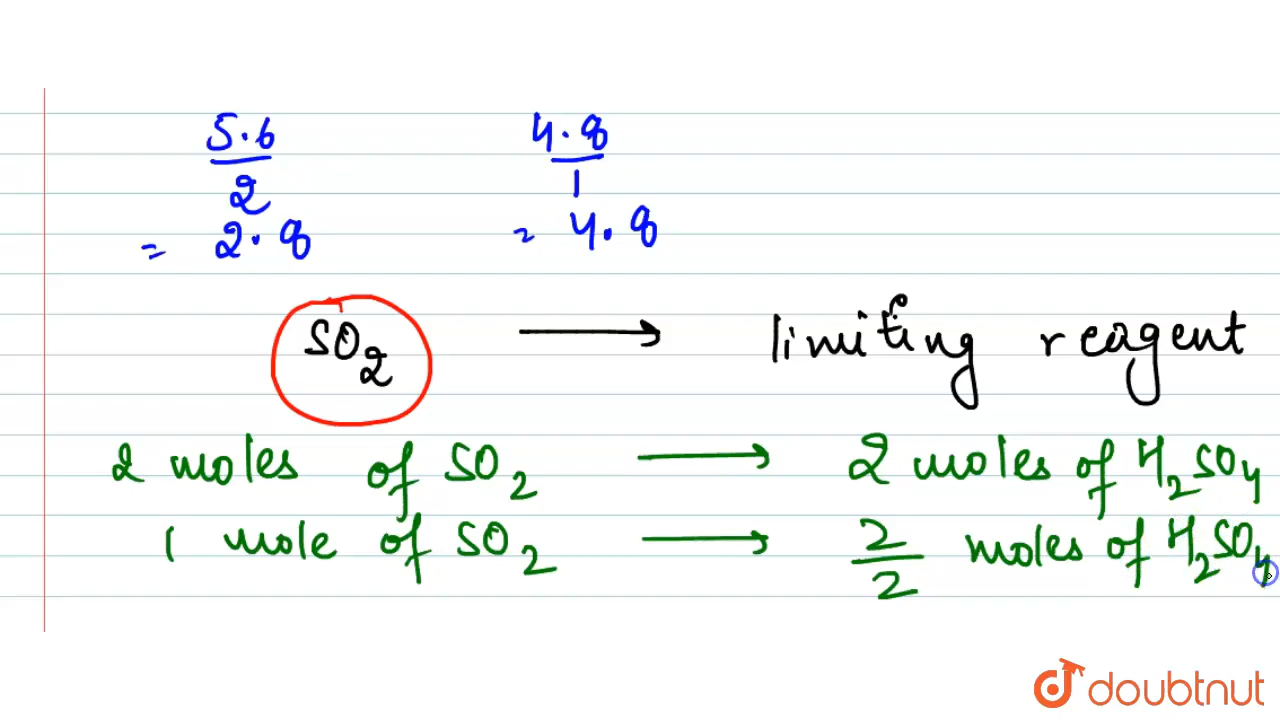 5.6 4.8
2 1
= 2.8 = 4.8
SO2 → limiting reagent
2 moles of SO2 → 2 moles of H2SO4
1 mole of SO2 → 2/2 moles of H2SO4
doubtnut